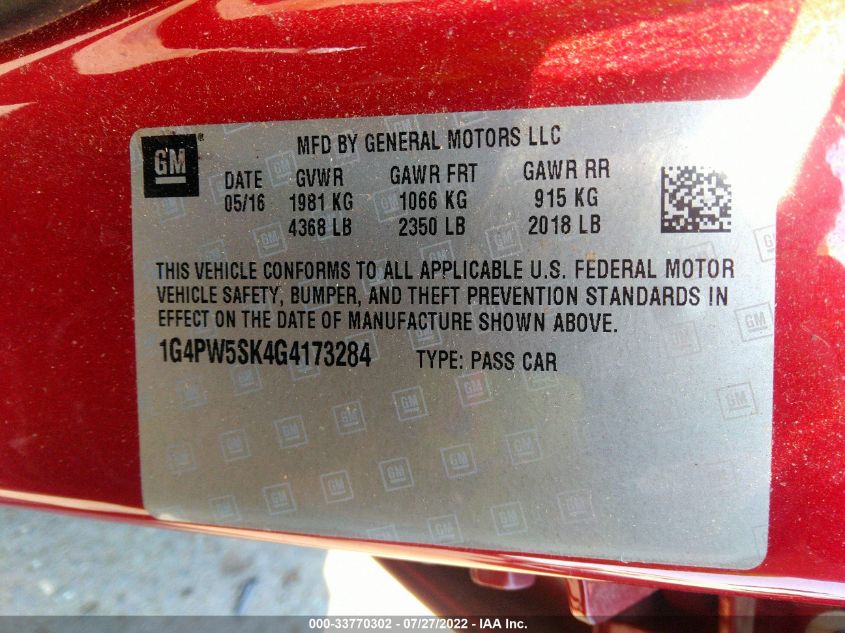 GM®
MFD BY GENERAL MOTORS LLC
DATE GVWR GAWR FRT GAWR RR
05/16 1981 KG 1066 KG 915 KG
4368 LB 2350 LB 2018 LB
THIS VEHICLE CONFORMS TO ALL APPLICABLE U.S. FEDERAL MOTOR
VEHICLE SAFETY, BUMPER, AND THEFT PREVENTION STANDARDS IN
EFFECT ON THE DATE OF MANUFACTURE SHOWN ABOVE.
1G4PW5SK4G4173284 TYPE: PASS CAR
000-33770302 - 07/27/2022 - IAA Inc.